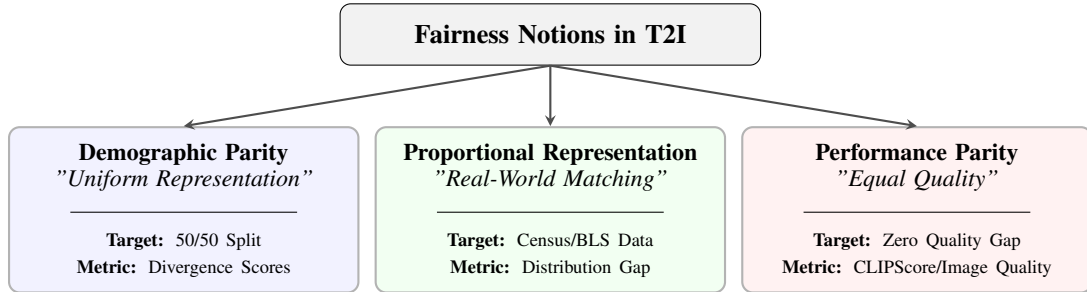 Fairness Notions in T2I
Demographic Parity
”Uniform Representation”
Target: 50/50 Split
Metric: Divergence Scores
Proportional Representation
”Real-World Matching”
Target: Census/BLS Data
Metric: Distribution Gap
Performance Parity
”Equal Quality”
Target: Zero Quality Gap
Metric: CLIPScore/Image Quality